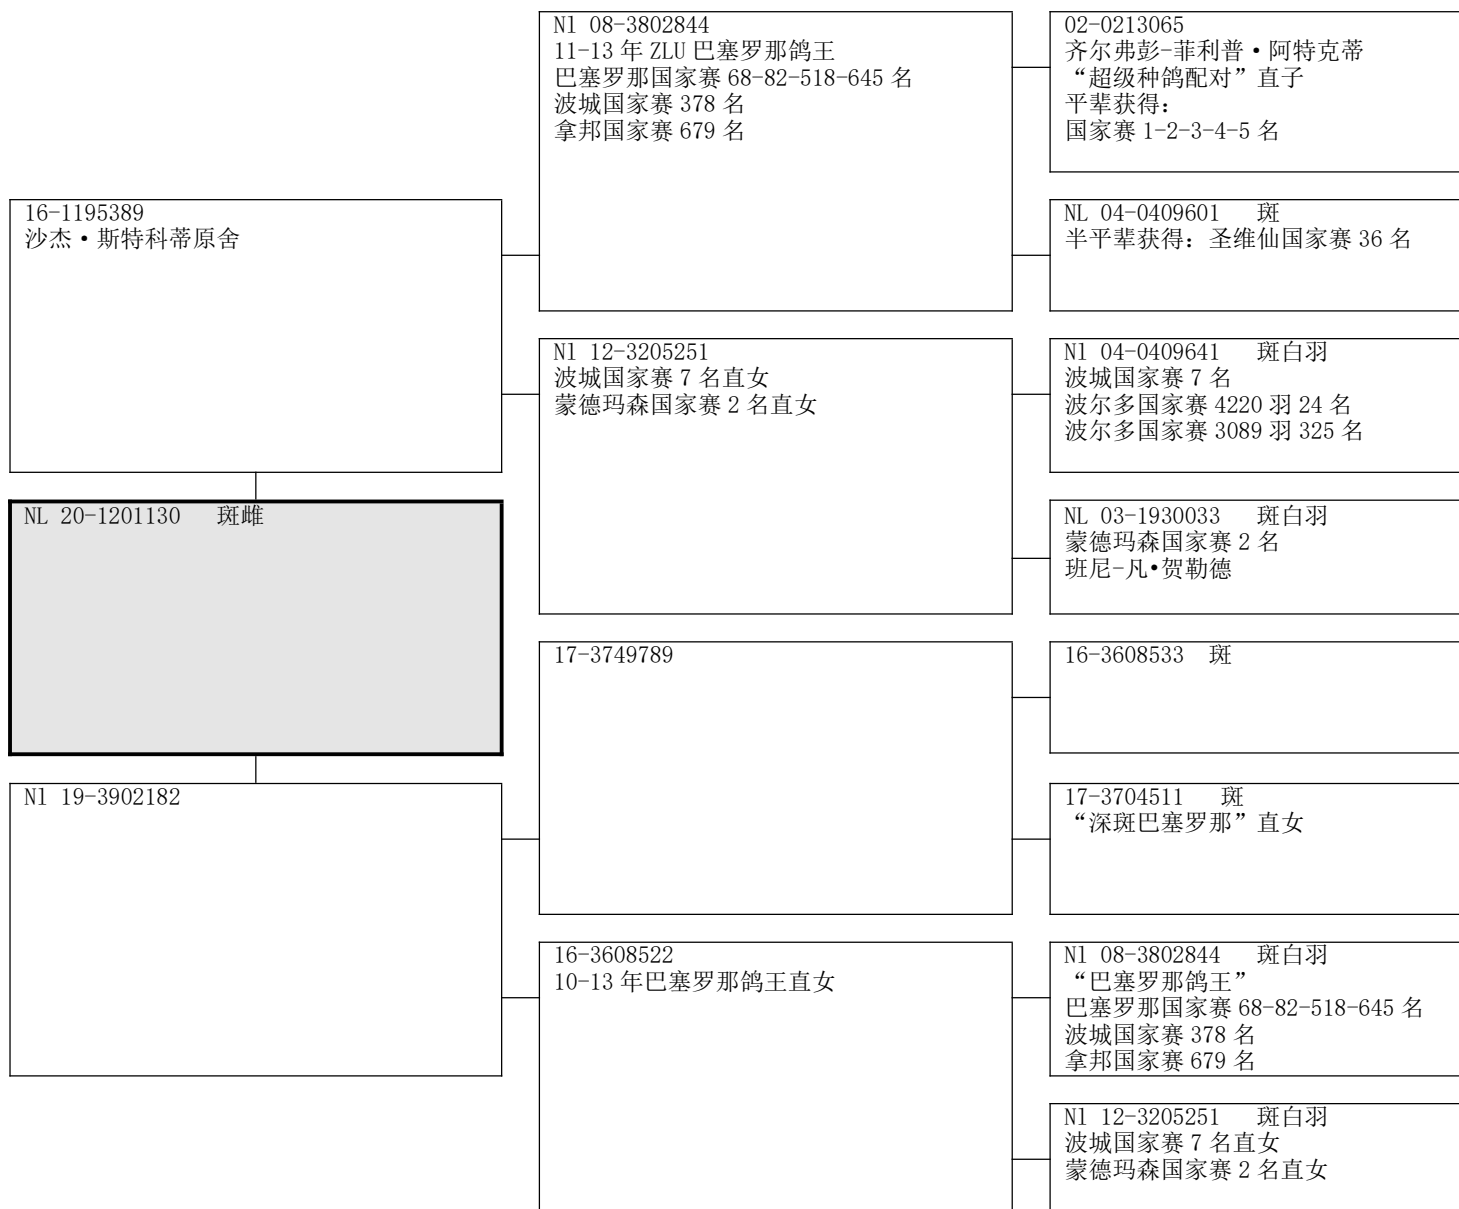 16-1195389
沙杰·斯特科蒂原舍
NL 20-1201130 斑雌
Nl 19-3902182
Nl 08-3802844
11-13 年 ZLU 巴塞罗那鸽王
巴塞罗那国家赛 68-82-518-645 名
波城国家赛 378 名
拿邦国家赛 679 名
Nl 12-3205251
波城国家赛 7 名直女
蒙德玛森国家赛 2 名直女
17-3749789
16-3608522
10-13 年巴塞罗那鸽王直女
02-0213065
齐尔弗彭-菲利普·阿特克蒂
“超级种鸽配对”直子
平辈获得：
国家赛 1-2-3-4-5 名
NL 04-0409601 斑
半平辈获得：圣维仙国家赛 36 名
Nl 04-0409641 斑白羽
波城国家赛 7 名
波尔多国家赛 4220 羽 24 名
波尔多国家赛 3089 羽 325 名
NL 03-1930033 斑白羽
蒙德玛森国家赛 2 名
班尼-凡·贺勒德
16-3608533 斑
17-3704511 斑
“深斑巴塞罗那”直女
Nl 08-3802844 斑白羽
“巴塞罗那鸽王”
巴塞罗那国家赛 68-82-518-645 名
波城国家赛 378 名
拿邦国家赛 679 名
Nl 12-3205251 斑白羽
波城国家赛 7 名直女
蒙德玛森国家赛 2 名直女